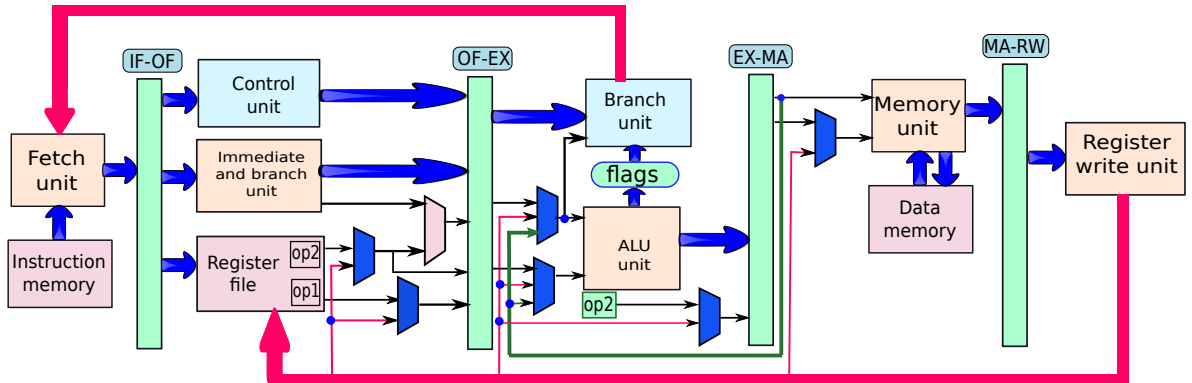 IF-OF
OF-EX
EX-MA
MA-RW
Control
unit
Branch
unit
Memory
unit
Fetch
unit
Immediate
and branch
unit
flags
Register
write unit
Instruction
memory
Register
file
op2
op1
ALU
unit
op2
Data
memory